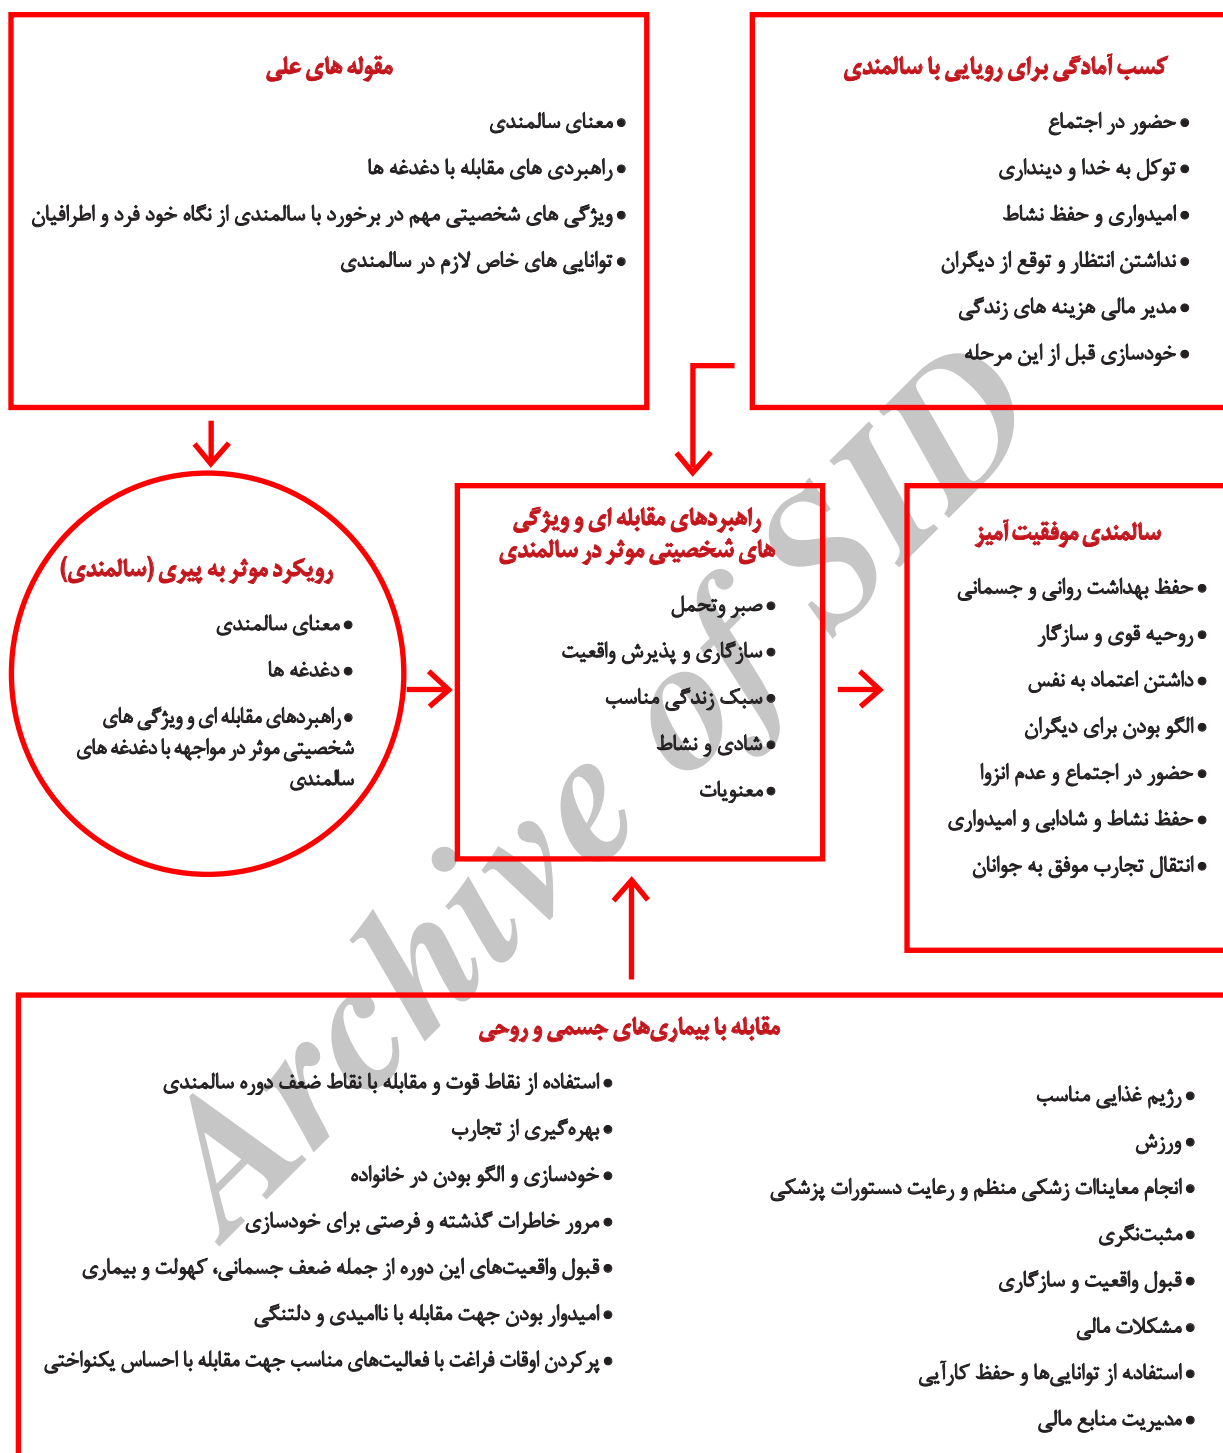 کسب آمادگی برای رویایی با سالمندی
• حضور در اجتماع
• توکل به خدا و دینداری
• امیدواری و حفظ نشاط
• نداشتن انتظار و توقع از دیگران
• مدیر مالی هزینه های زندگی
• خودسازی قبل از این مرحله
مقوله های علی
• معنای سالمندی
• راهبردی های مقابله با دغدغه ها
• ویژگی های شخصیتی مهم در برخورد با سالمندی از نگاه خود فرد و اطرافیان
• توانایی های خاص لازم در سالمندی
سالمندی موفقیت آمیز
• حفظ بهداشت روانی و جسمانی
• روحیه قوی و سازگار
• داشتن اعتماد به نفس
• الگو بودن برای دیگران
• حضور در اجتماع و عدم انزوا
• حفظ نشاط و شادابی و امیدواری
• انتقال تجارب موفق به جوانان
راهبردهای مقابله ای و ویژگی
های شخصیتی موثر در سالمندی
• صبر وتحمل
• سازگاری و پذیرش واقعیت
• سبک زندگی مناسب
• شادی و نشاط
• معنویات
رویکرد موثر به پیری (سالمندی)
• معنای سالمندی
• دغدغه ها
• راهبردهای مقابله ای و ویژگی های
شخصیتی موثر در مواجهه با دغدغه های
سالمندی
مقابله با بیماری‌های جسمی و روحی
• رژیم غذایی مناسب
• ورزش
• انجام معاینات زشکی منظم و رعایت دستورات پزشکی
• مثبت‌نگری
• قبول واقعیت و سازگاری
• مشکلات مالی
• استفاده از توانایی‌ها و حفظ کارآیی
• مدیریت منابع مالی
• استفاده از نقاط قوت و مقابله با نقاط ضعف دوره سالمندی
• بهره‌گیری از تجارب
• خودسازی و الگو بودن در خانواده
• مرور خاطرات گذشته و فرصتی برای خودسازی
• قبول واقعیت‌های این دوره از جمله ضعف جسمانی، کهولت و بیماری
• امیدوار بودن جهت مقابله با ناامیدی و دلتنگی
• پرکردن اوقات فراغت با فعالیت‌های مناسب جهت مقابله با احساس یکنواختی
Archive of SID